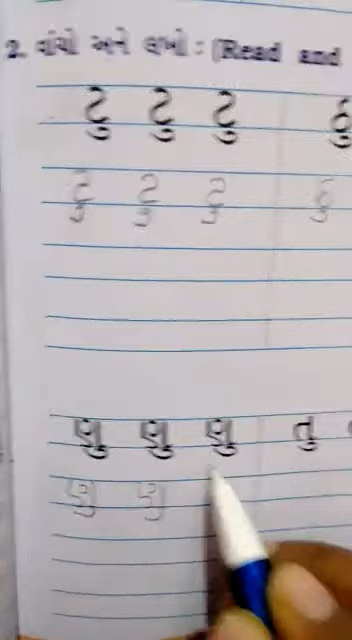 2. વાંચો અને લખો : (Read and
ટુ ટુ ટુ
ટુ ટુ ટુ
ણુ ણુ ણુ તુ
ણુ ણુ